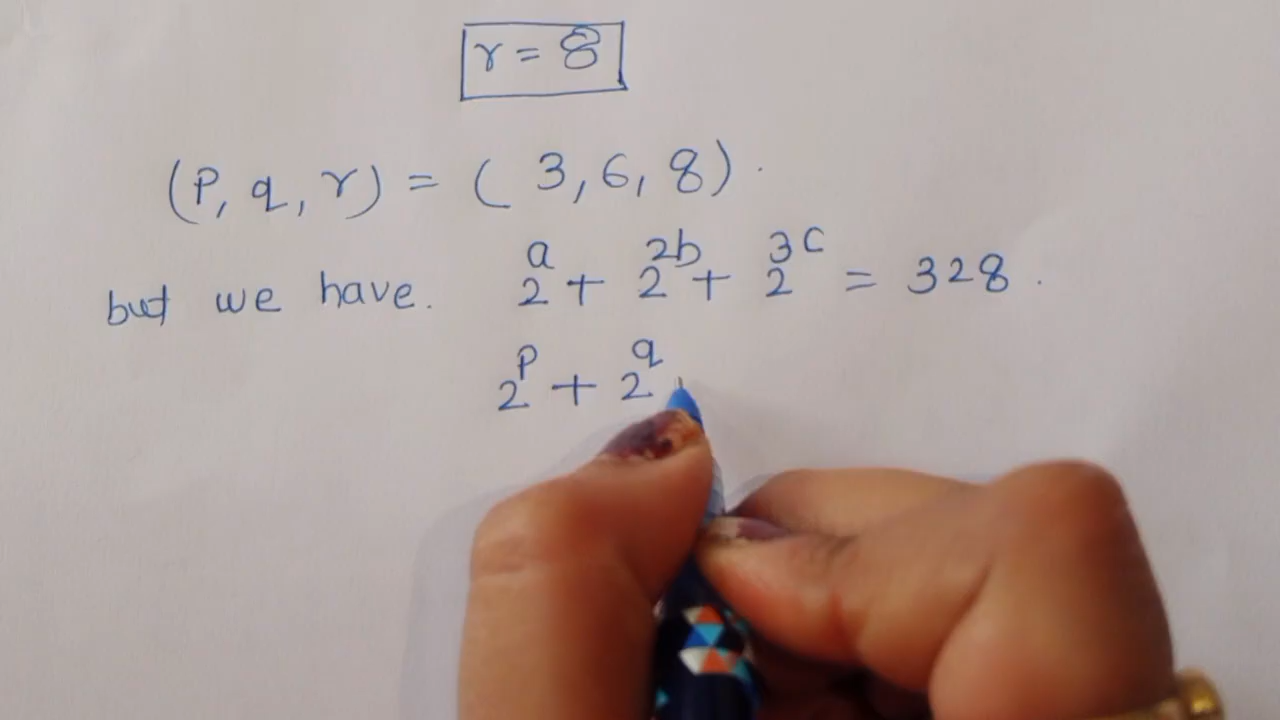 r = 8
(p, q, r) = ( 3, 6, 8) .
but we have. 2^a + 2^2b + 2^3c = 328 .
2^p + 2^q